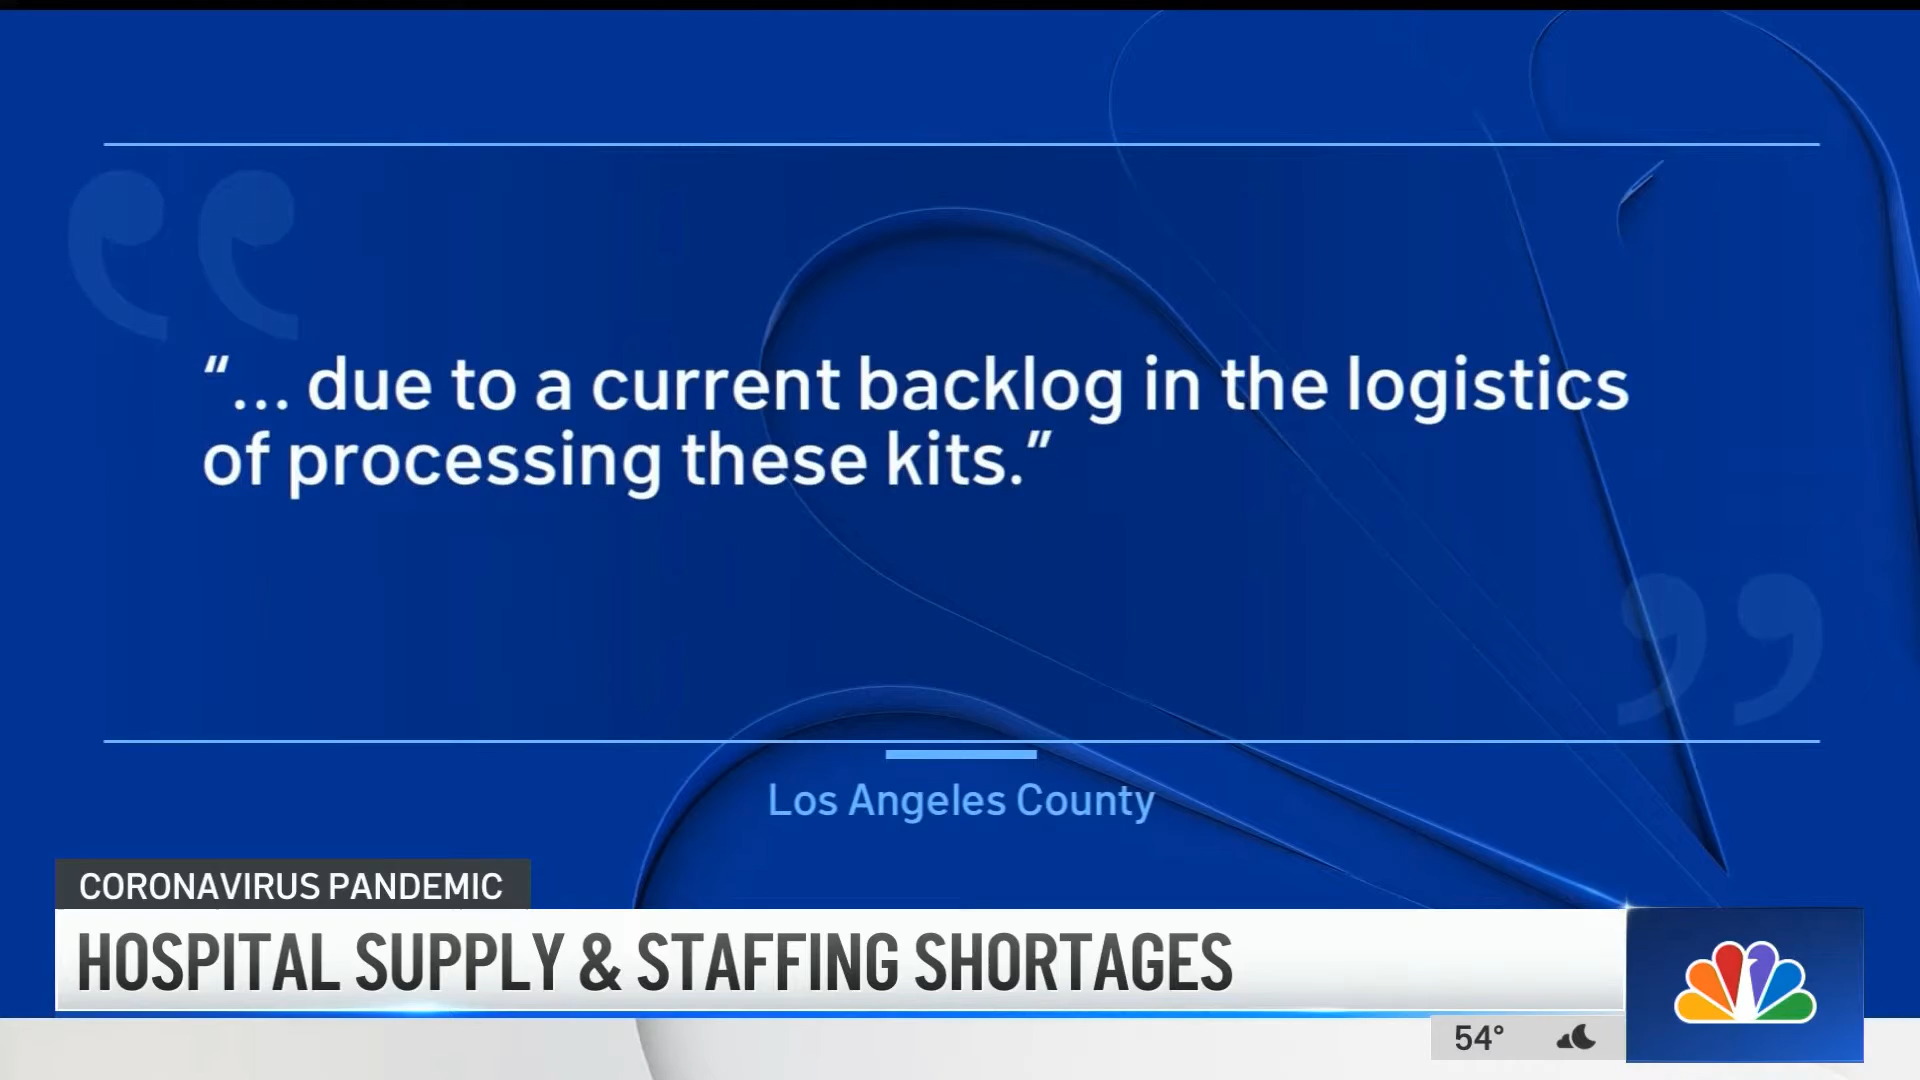 “... due to a current backlog in the logistics
of processing these kits.”
Los Angeles County
CORONAVIRUS PANDEMIC
HOSPITAL SUPPLY & STAFFING SHORTAGES
54°